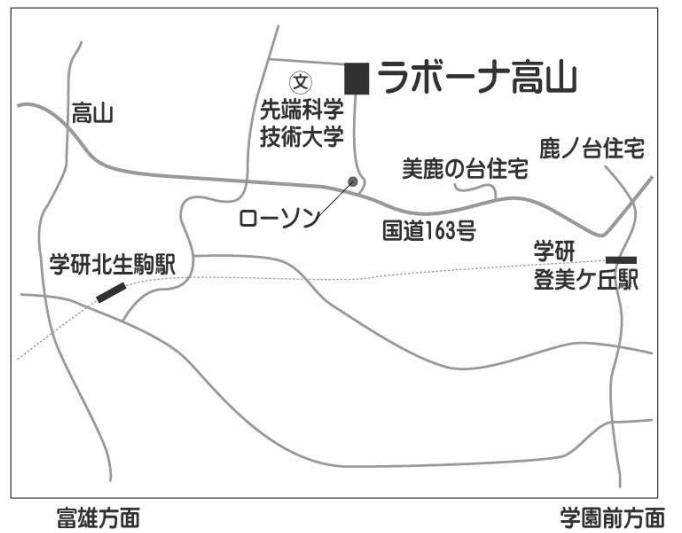 ラボーナ高山
文
先端科学
技術大学
高山
鹿ノ台住宅
美鹿の台住宅
ローソン
国道163号
学研
登美ケ丘駅
学研北生駒駅
富雄方面
学園前方面